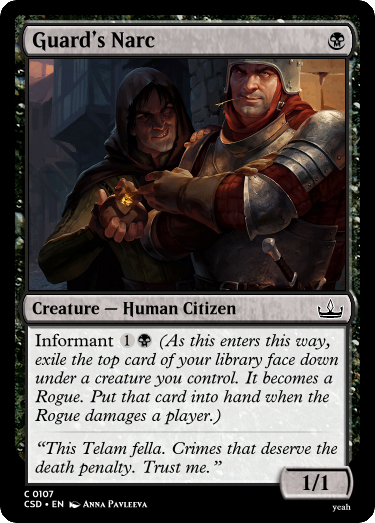 Guard's Narc
Creature — Human Citizen
Informant 1 (As this enters this way,
exile the top card of your library face down
under a creature you control. It becomes a
Rogue. Put that card into hand when the
Rogue damages a player.)
“This Telam fella. Crimes that deserve the
death penalty. Trust me.”
1/1
C 0107
CSD • EN Anna Pavleeva
yeah